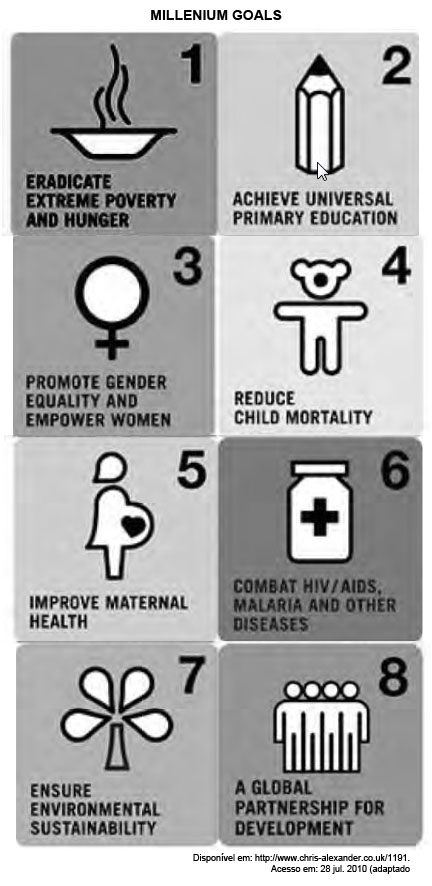 MILLENIUM GOALS
1
ERADICATE
EXTREME POVERTY
AND HUNGER
2
ACHIEVE UNIVERSAL
PRIMARY EDUCATION
3
PROMOTE GENDER
EQUALITY AND
EMPOWER WOMEN
4
REDUCE
CHILD MORTALITY
5
IMPROVE MATERNAL
HEALTH
6
COMBAT HIV/AIDS,
MALARIA AND OTHER
DISEASES
7
ENSURE
ENVIRONMENTAL
SUSTAINABILITY
8
A GLOBAL
PARTNERSHIP FOR
DEVELOPMENT
Disponível em: http://www.chris-alexander.co.uk/1191.
Acesso em: 28 jul. 2010 (adaptado